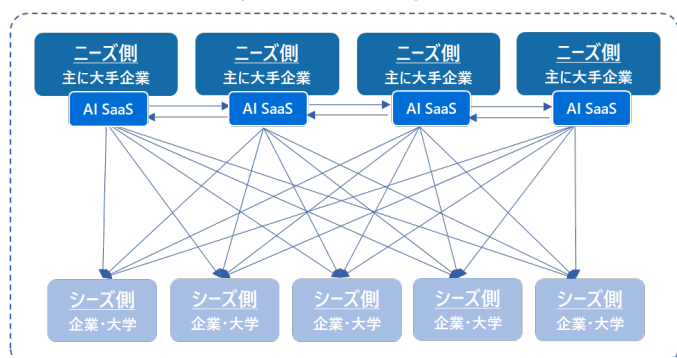 ニーズ側 ニーズ側 ニーズ側 ニーズ側
主に大手企業 主に大手企業 主に大手企業 主に大手企業
AI SaaS AI SaaS AI SaaS AI SaaS
シーズ側 シーズ側 シーズ側 シーズ側 シーズ側
企業・大学 企業・大学 企業・大学 企業・大学 企業・大学